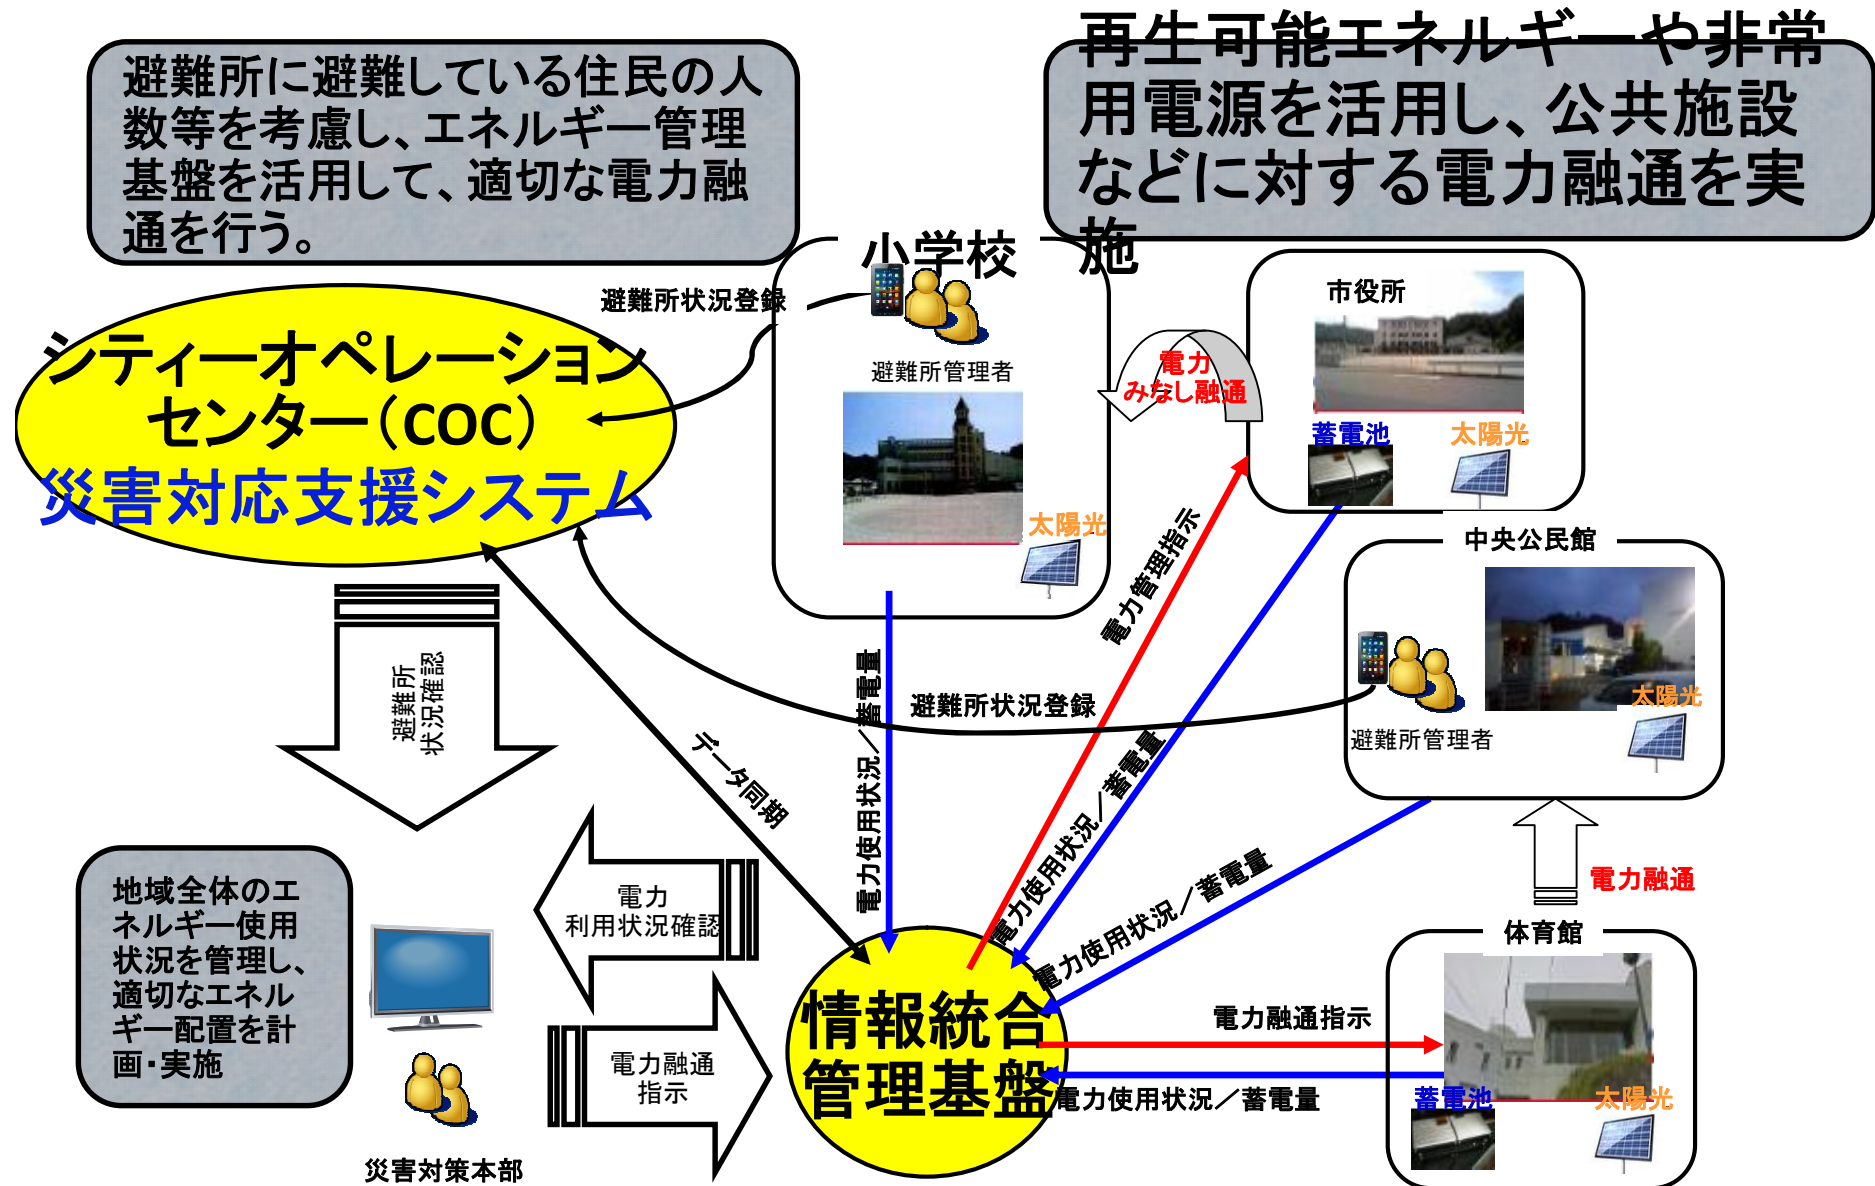 避難所に避難している住民の人
数等を考慮し、エネルギー管理
基盤を活用して、適切な電力融
通を行う。
再生可能エネルギーや非常
用電源を活用し、公共施設
などに対する電力融通を実
施
小学校
避難所状況登録
避難所管理者
太陽光
市役所
電力
みなし融通
蓄電池
太陽光
シティーオペレーション
センター（COC）
災害対応支援システム
中央公民館
電力管理指示
避難所
状況確認
避難所状況登録
避難所管理者
太陽光
データ同期
電力使用状況／蓄電量
電力使用状況／蓄電量
電力使用状況／蓄電量
電力融通
地域全体のエ
ネルギー使用
状況を管理し、
適切なエネル
ギー配置を計
画・実施
電力
利用状況確認
体育館
情報統合
管理基盤
電力融通指示
電力融通
指示
電力使用状況／蓄電量
蓄電池
太陽光
災害対策本部